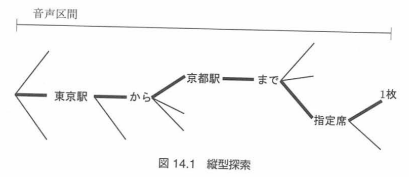 音声区間
東京駅
から
京都駅
まで
指定席
1枚
図 14.1 縦型探索